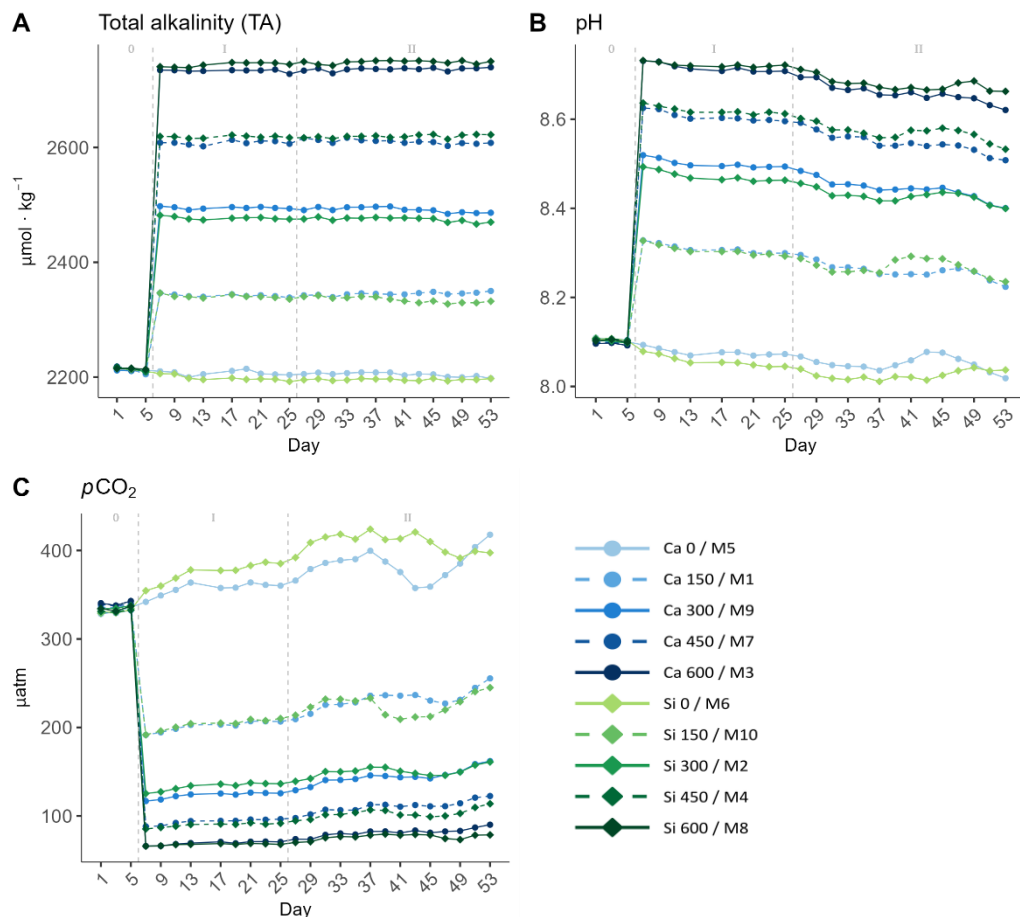 A Total alkalinity (TA)
0 I II
2600
2400
2200
µmol · kg⁻¹
1 5 9 13 17 21 25 29 33 37 41 45 49 53
Day
B pH
0 I II
8.6
8.4
8.2
8.0
1 5 9 13 17 21 25 29 33 37 41 45 49 53
Day
C pCO₂
0 I II
400
300
200
100
µatm
1 5 9 13 17 21 25 29 33 37 41 45 49 53
Day
Ca 0 / M5
Ca 150 / M1
Ca 300 / M9
Ca 450 / M7
Ca 600 / M3
Si 0 / M6
Si 150 / M10
Si 300 / M2
Si 450 / M4
Si 600 / M8